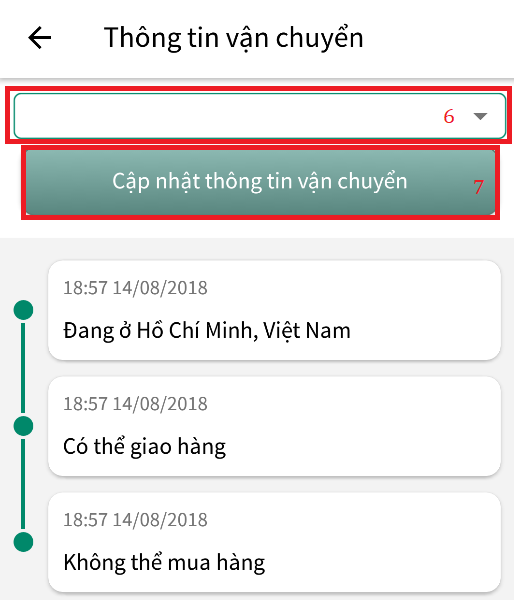 Thông tin vận chuyển
6
Cập nhật thông tin vận chuyển
7
18:57 14/08/2018
Đang ở Hồ Chí Minh, Việt Nam
18:57 14/08/2018
Có thể giao hàng
18:57 14/08/2018
Không thể mua hàng